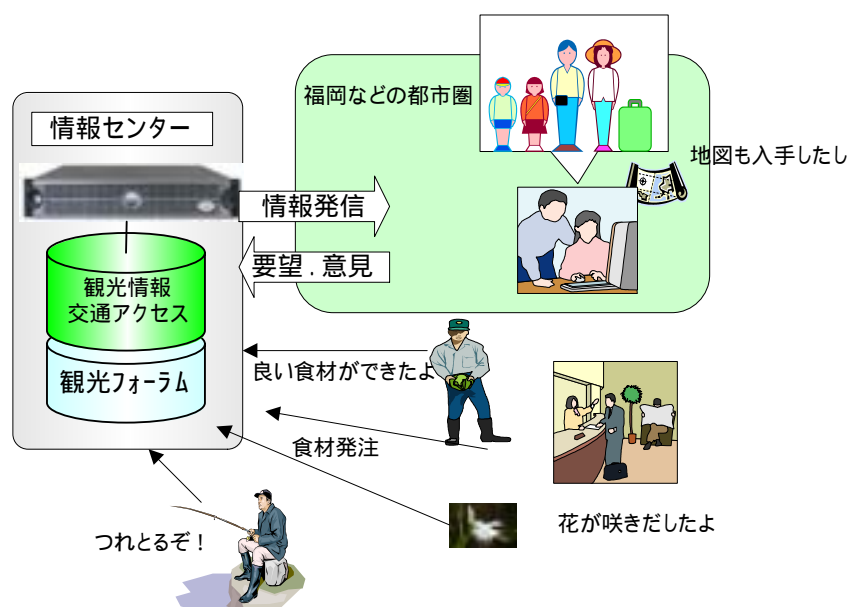 福岡などの都市圏
情報センター
地図も入手したし
情報発信
要望．意見
観光情報
交通アクセス
観光フォーラム
良い食材ができたよ
食材発注
花が咲きだしたよ
つれとるぞ！